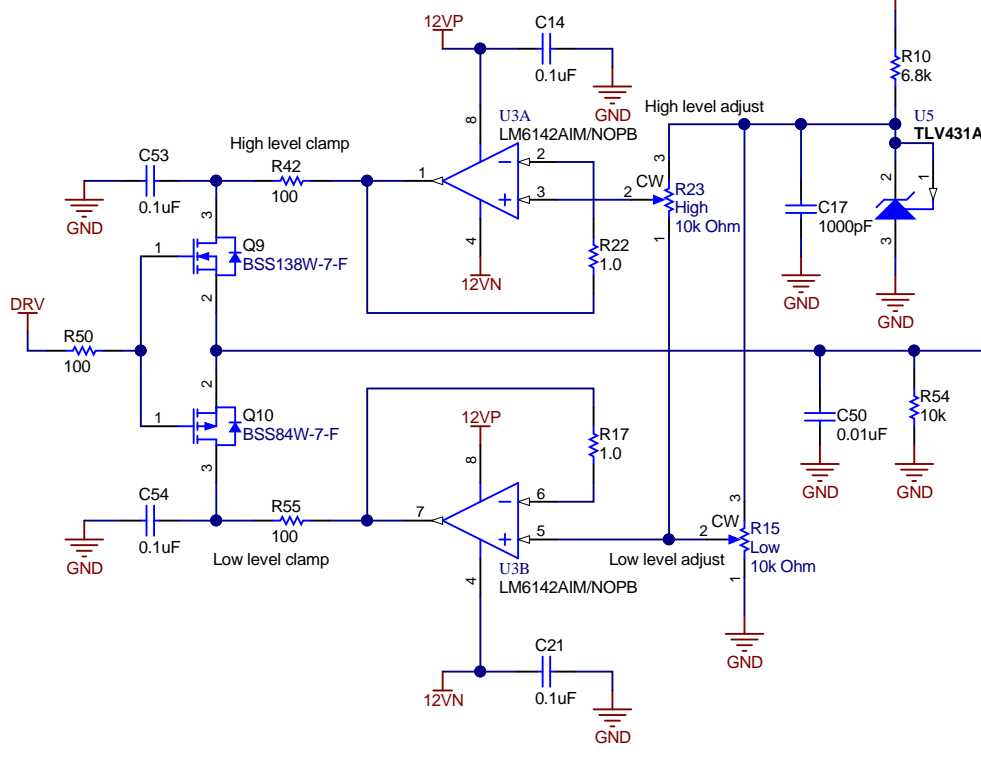 12VP
C14
0.1uF
GND
R10
6.8k
U3A
LM6142AIM/NOPB
8
High level adjust
U5
TLV431A
High level clamp
C53
0.1uF
GND
R42
100
1
2
3
4
12VN
3
CW
2
R23
High
10k Ohm
1
R22
1.0
C17
1000pF
GND
2
1
3
GND
3
Q9
BSS138W-7-F
1
2
DRV
R50
100
2
Q10
BSS84W-7-F
1
3
12VP
8
R17
1.0
C50
0.01uF
GND
R54
10k
GND
C54
0.1uF
GND
R55
100
Low level clamp
7
6
5
4
U3B
LM6142AIM/NOPB
Low level adjust
3
CW
2
R15
Low
10k Ohm
1
GND
12VN
C21
0.1uF
GND